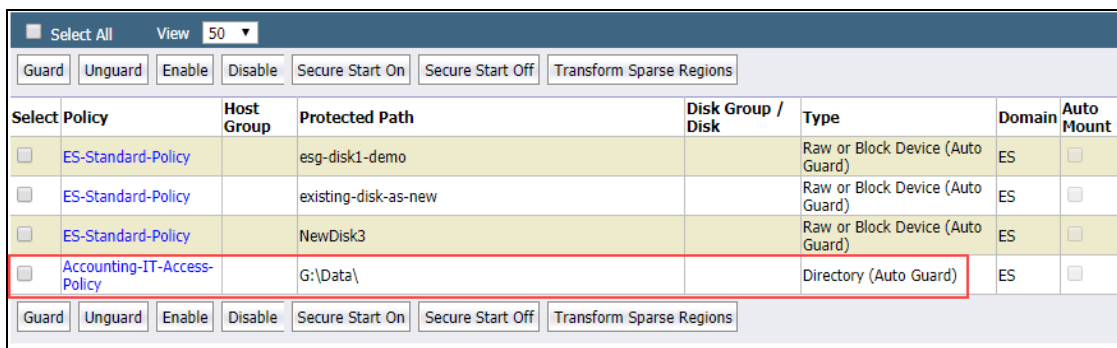 Select All View 50
Guard Unguard Enable Disable Secure Start On Secure Start Off Transform Sparse Regions
Select Policy Host Group Protected Path Disk Group / Disk Type Domain Auto Mount
ES-Standard-Policy esg-disk1-demo Raw or Block Device (Auto Guard) ES
ES-Standard-Policy existing-disk-as-new Raw or Block Device (Auto Guard) ES
ES-Standard-Policy NewDisk3 Raw or Block Device (Auto Guard) ES
Accounting-IT-Access-Policy G:\Data\ Directory (Auto Guard) ES
Guard Unguard Enable Disable Secure Start On Secure Start Off Transform Sparse Regions